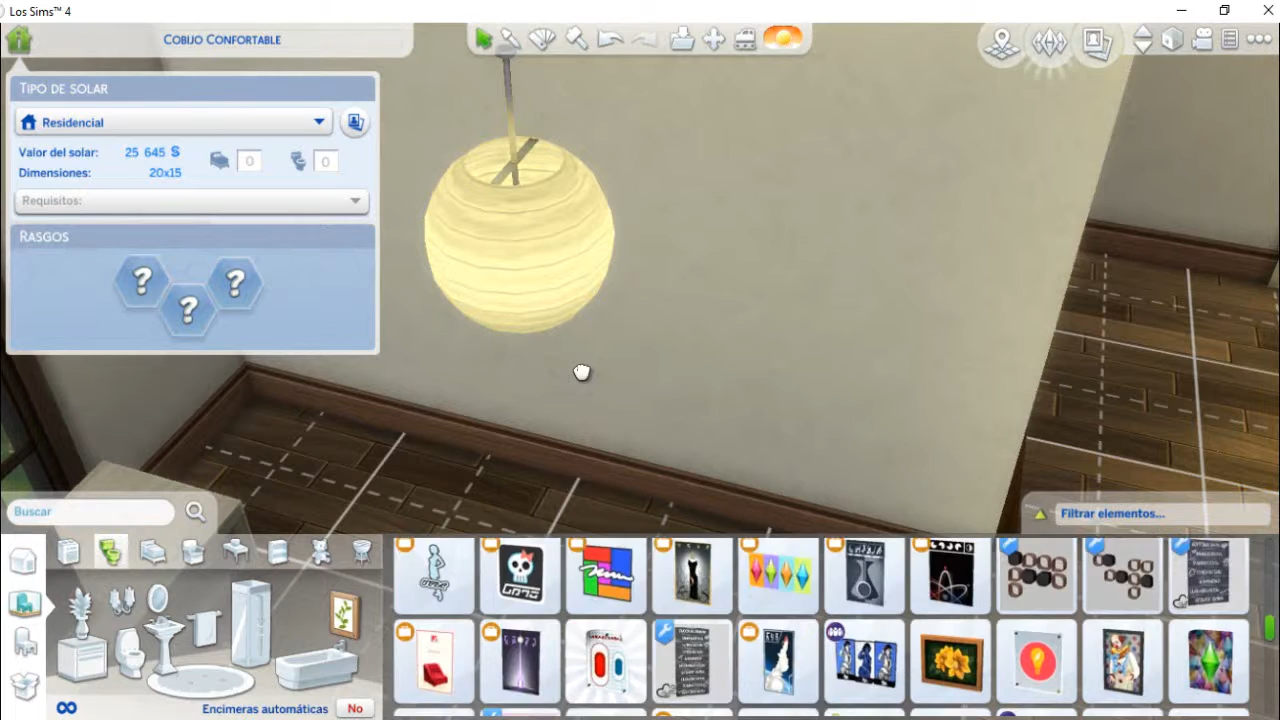 Los Sims™ 4
COBIJO CONFORTABLE
TIPO DE SOLAR
Residencial
Valor del solar: 25 645 S 0 0
Dimensiones: 20x15
Requisitos:
RASGOS
? ? ?
Buscar
Filtrar elementos...
Encimeras automáticas No